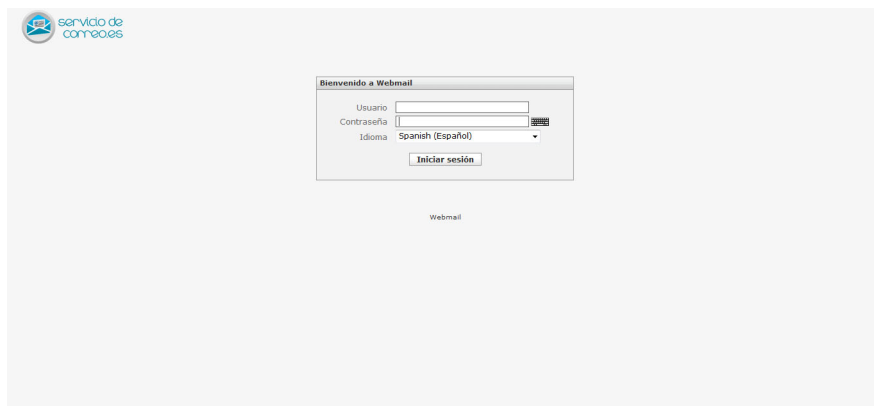 servicio de
correo.es
Bienvenido a Webmail
Usuario
Contraseña
Idioma Spanish (Español)
Iniciar sesión
Webmail